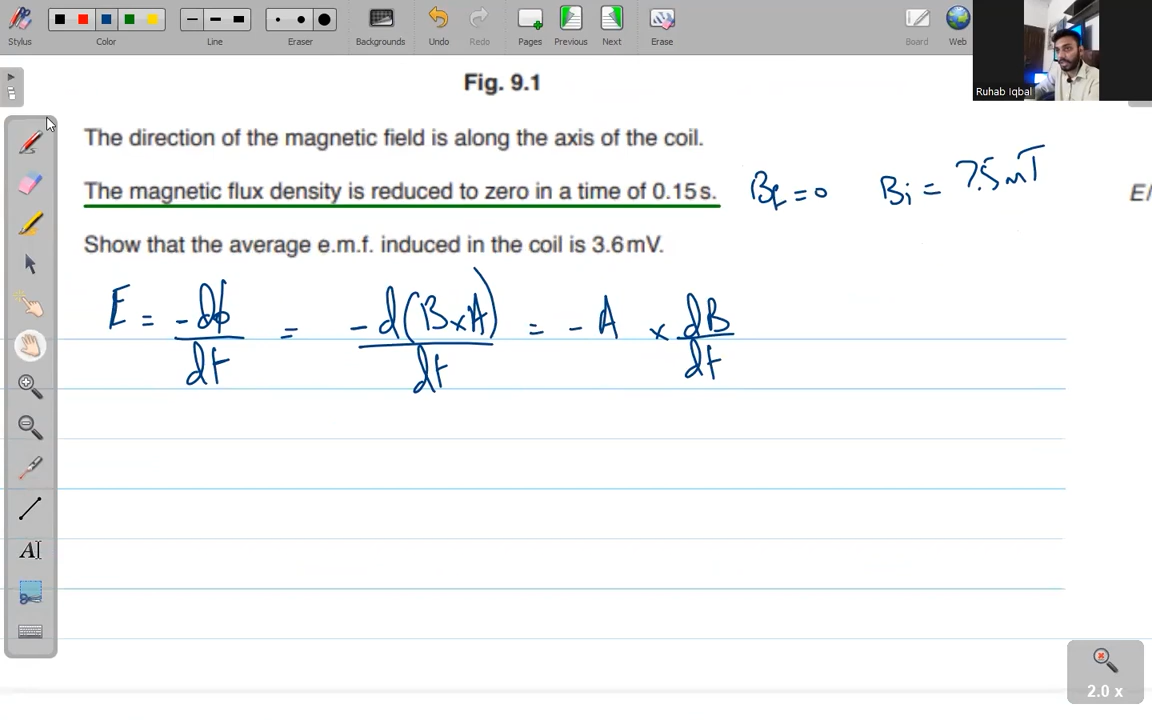 Stylus Color Line Eraser Backgrounds Undo Redo Pages Previous Next Erase Board Web
Ruhab Iqbal
Fig. 9.1
The direction of the magnetic field is along the axis of the coil.
The magnetic flux density is reduced to zero in a time of 0.15 s. Bf = 0 Bi = 7.5 mT E/
Show that the average e.m.f. induced in the coil is 3.6 mV.
E = -dϕ/dt = -d(B×A)/dt = -A × dB/dt
AI
2.0 x